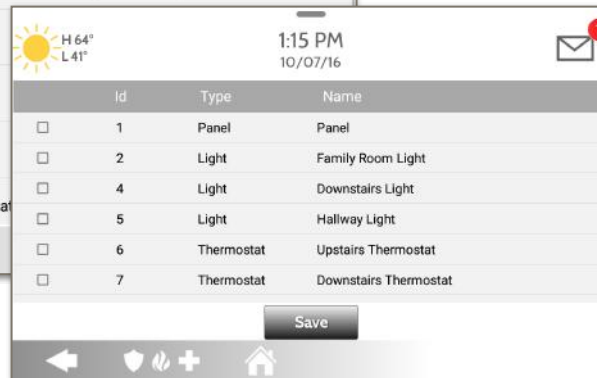 H 64°
L 41°
1:15 PM
10/07/16
Id Type Name
1 Panel Panel
2 Light Family Room Light
4 Light Downstairs Light
5 Light Hallway Light
6 Thermostat Upstairs Thermostat
7 Thermostat Downstairs Thermostat
Save